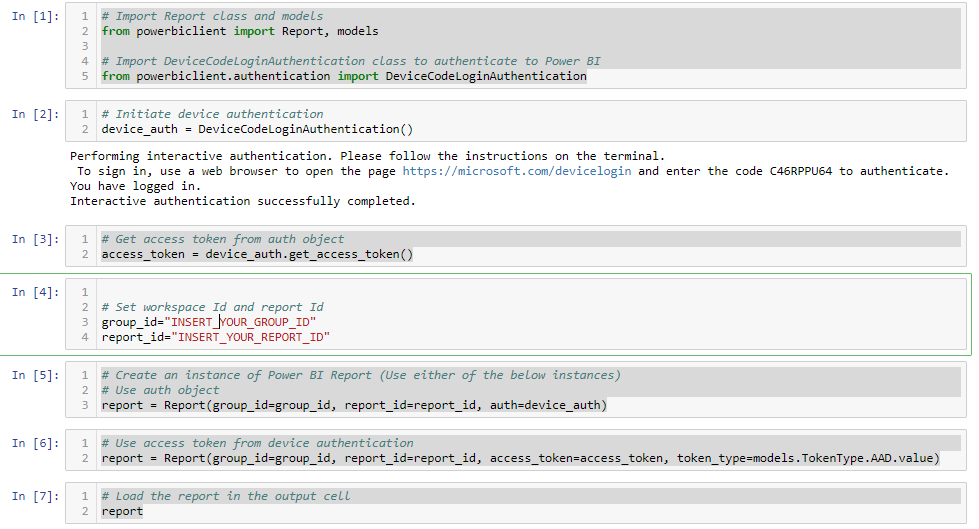 In [1]:
1 # Import Report class and models
2 from powerbiclient import Report, models
3
4 # Import DeviceCodeLoginAuthentication class to authenticate to Power BI
5 from powerbiclient.authentication import DeviceCodeLoginAuthentication
In [2]:
1 # Initiate device authentication
2 device_auth = DeviceCodeLoginAuthentication()
Performing interactive authentication. Please follow the instructions on the terminal.
To sign in, use a web browser to open the page https://microsoft.com/devicelogin and enter the code C46RPPU64 to authenticate.
You have logged in.
Interactive authentication successfully completed.
In [3]:
1 # Get access token from auth object
2 access_token = device_auth.get_access_token()
In [4]:
1
2 # Set workspace Id and report Id
3 group_id="INSERT_YOUR_GROUP_ID"
4 report_id="INSERT_YOUR_REPORT_ID"
In [5]:
1 # Create an instance of Power BI Report (Use either of the below instances)
2 # Use auth object
3 report = Report(group_id=group_id, report_id=report_id, auth=device_auth)
In [6]:
1 # Use access token from device authentication
2 report = Report(group_id=group_id, report_id=report_id, access_token=access_token, token_type=models.TokenType.AAD.value)
In [7]:
1 # Load the report in the output cell
2 report